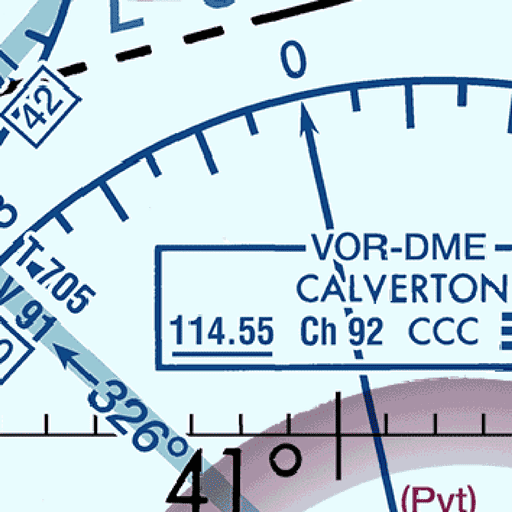 0
42
T-705
VOR-DME
CALVERTON
114.55 Ch 92 CCC
V 91
326°
41°
(Pvt)